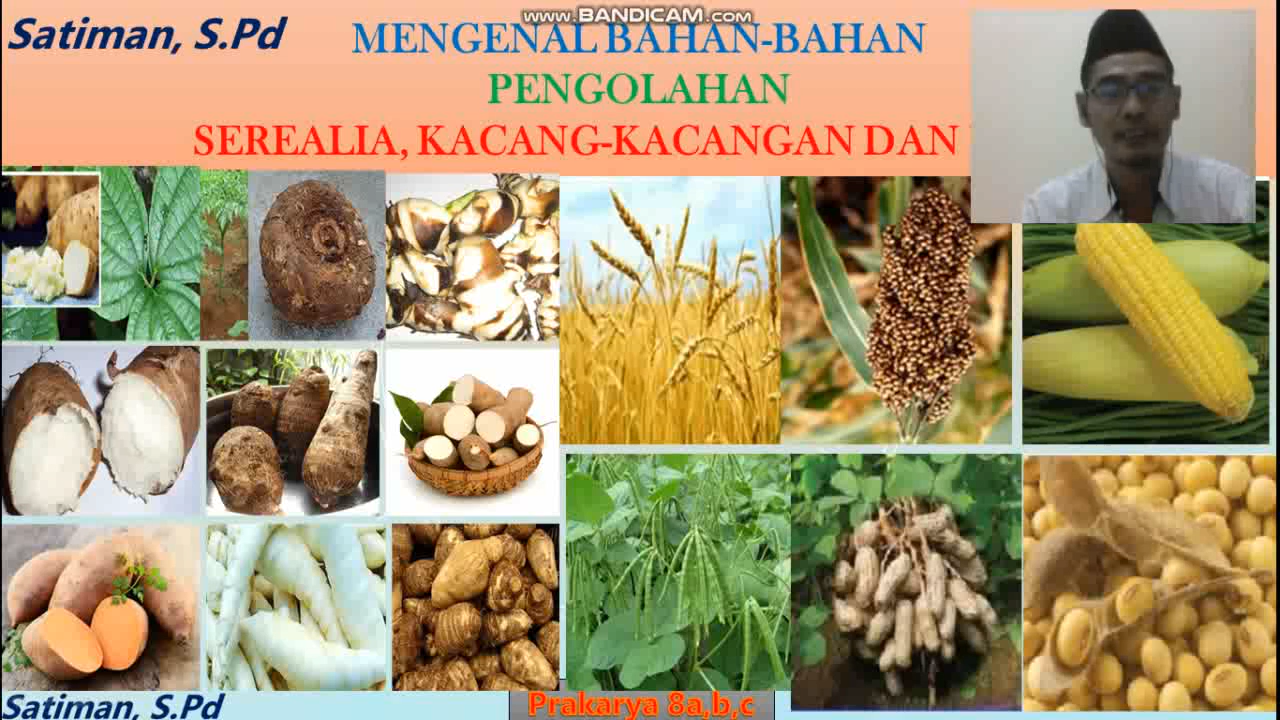 www.BANDICAM.com
Satiman, S.Pd
MENGENAL BAHAN-BAHAN
PENGOLAHAN
SEREALIA, KACANG-KACANGAN DAN
Satiman, S.Pd
Prakarya 8a,b,c